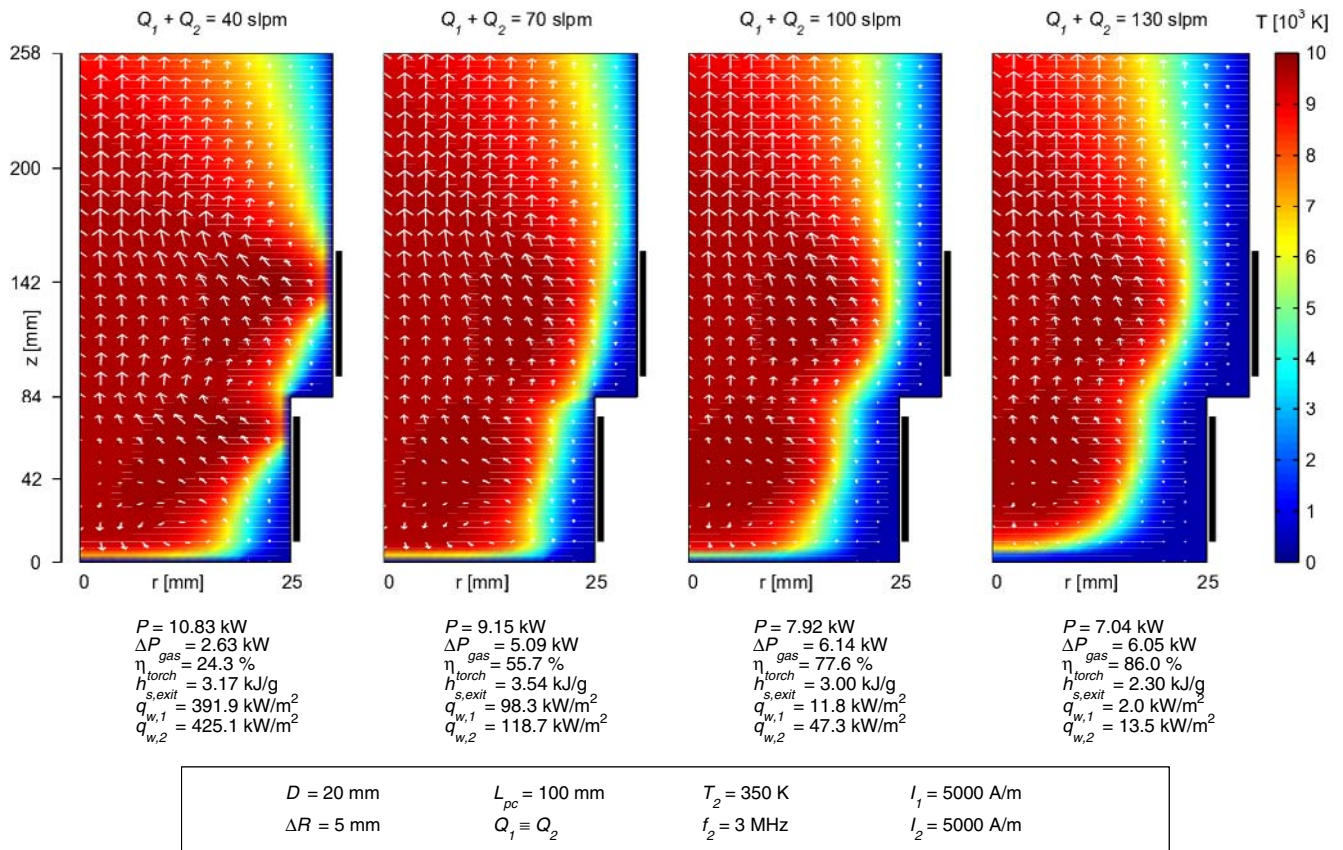 Q1 + Q2 = 40 slpm
Q1 + Q2 = 70 slpm
Q1 + Q2 = 100 slpm
Q1 + Q2 = 130 slpm
T [10³ K]
258
200
142
84
42
0
z [mm]
10
9
8
7
6
5
4
3
2
1
0
0 25
r [mm]
0 25
r [mm]
0 25
r [mm]
0 25
r [mm]
P = 10.83 kW
ΔPgas = 2.63 kW
ηtorch = 24.3 %
hs,exit = 3.17 kJ/g
qw,1 = 391.9 kW/m²
qw,2 = 425.1 kW/m²
P = 9.15 kW
ΔPgas = 5.09 kW
ηtorch = 55.7 %
hs,exit = 3.54 kJ/g
qw,1 = 98.3 kW/m²
qw,2 = 118.7 kW/m²
P = 7.92 kW
ΔPgas = 6.14 kW
ηtorch = 77.6 %
hs,exit = 3.00 kJ/g
qw,1 = 11.8 kW/m²
qw,2 = 47.3 kW/m²
P = 7.04 kW
ΔPgas = 6.05 kW
ηtorch = 86.0 %
hs,exit = 2.30 kJ/g
qw,1 = 2.0 kW/m²
qw,2 = 13.5 kW/m²
D = 20 mm Lpc = 100 mm T2 = 350 K I1 = 5000 A/m
ΔR = 5 mm Q1 ≡ Q2 f2 = 3 MHz I2 = 5000 A/m